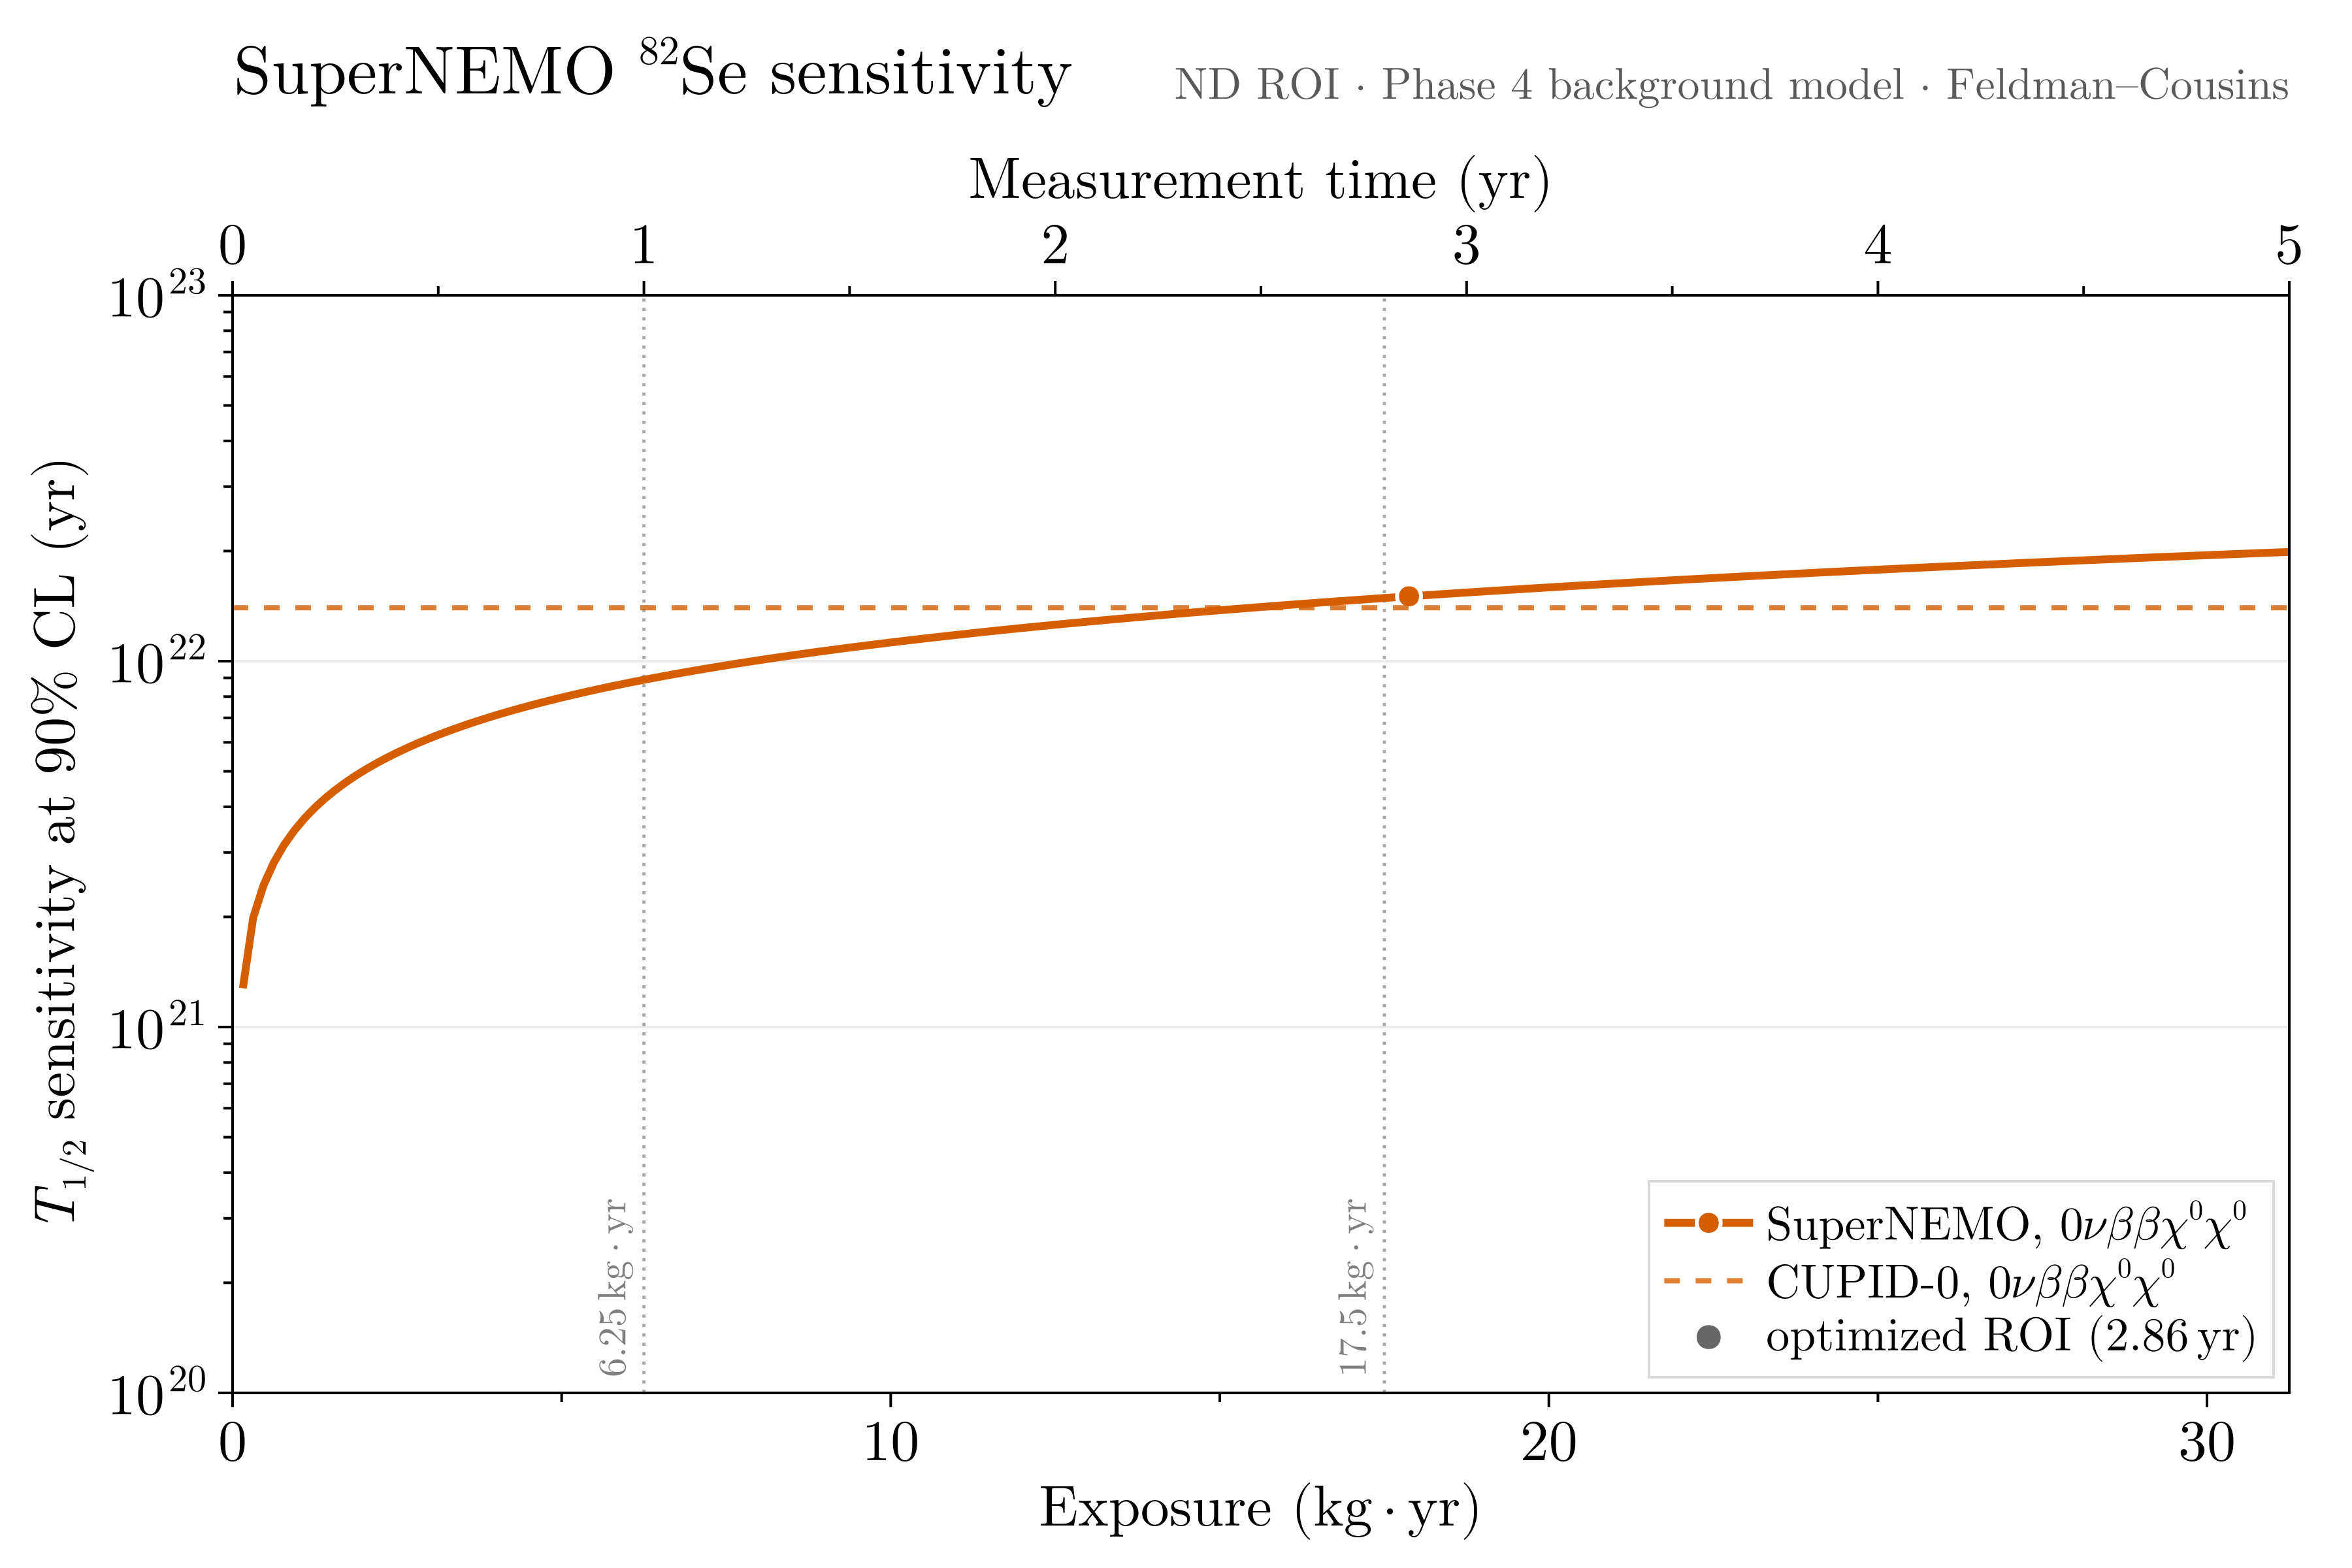 SuperNEMO ⁸²Se sensitivity
ND ROI · Phase 4 background model · Feldman–Cousins
Measurement time (yr)
0 1 2 3 4 5
10²³
10²²
10²¹
10²⁰
T₁/₂ sensitivity at 90% CL (yr)
6.25 kg · yr
17.5 kg · yr
SuperNEMO, 0νββχ⁰χ⁰
CUPID-0, 0νββχ⁰χ⁰
optimized ROI (2.86 yr)
0 10 20 30
Exposure (kg · yr)